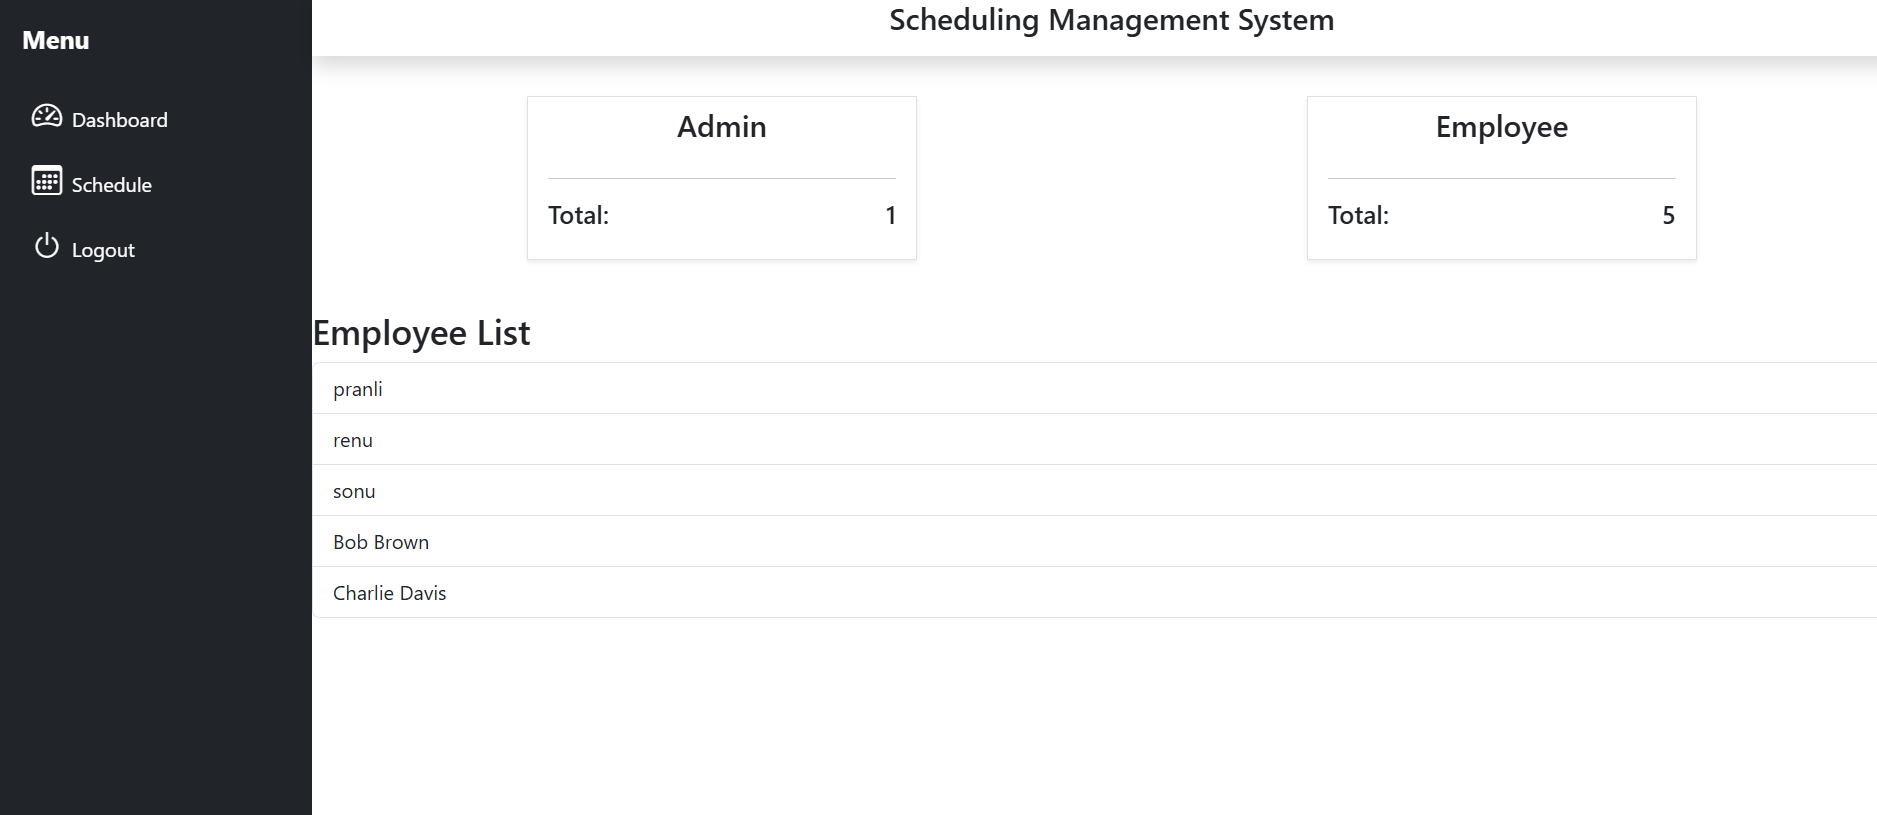 Menu
Dashboard
Schedule
Logout
Scheduling Management System
Admin
Total: 1
Employee
Total: 5
Employee List
pranli
renu
sonu
Bob Brown
Charlie Davis